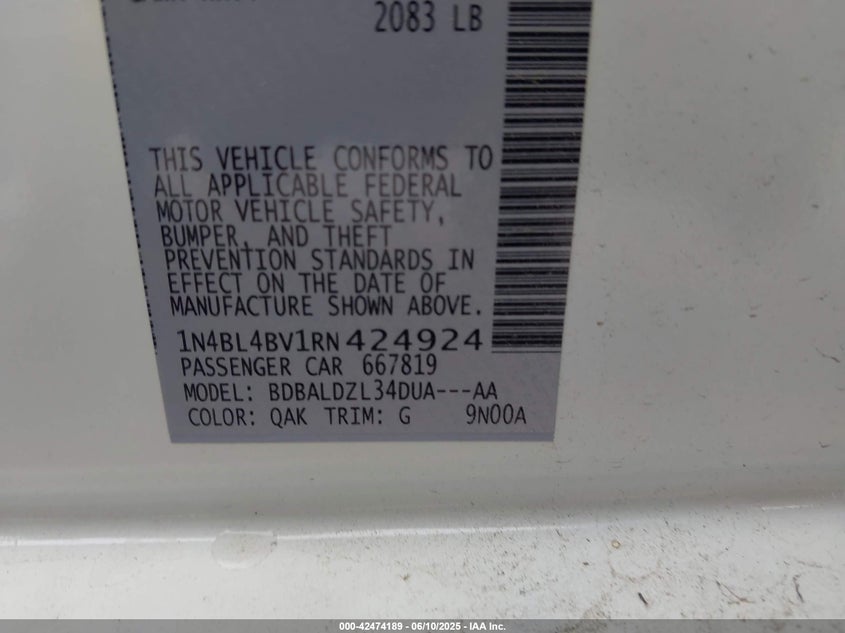 2083 LB
THIS VEHICLE CONFORMS TO
ALL APPLICABLE FEDERAL
MOTOR VEHICLE SAFETY,
BUMPER, AND THEFT
PREVENTION STANDARDS IN
EFFECT ON THE DATE OF
MANUFACTURE SHOWN ABOVE.
1N4BL4BV1RN424924
PASSENGER CAR 667819
MODEL: BDBALDZL34DUA---AA
COLOR: QAK TRIM: G 9N00A
000-42474189 - 06/10/2025 - IAA Inc.